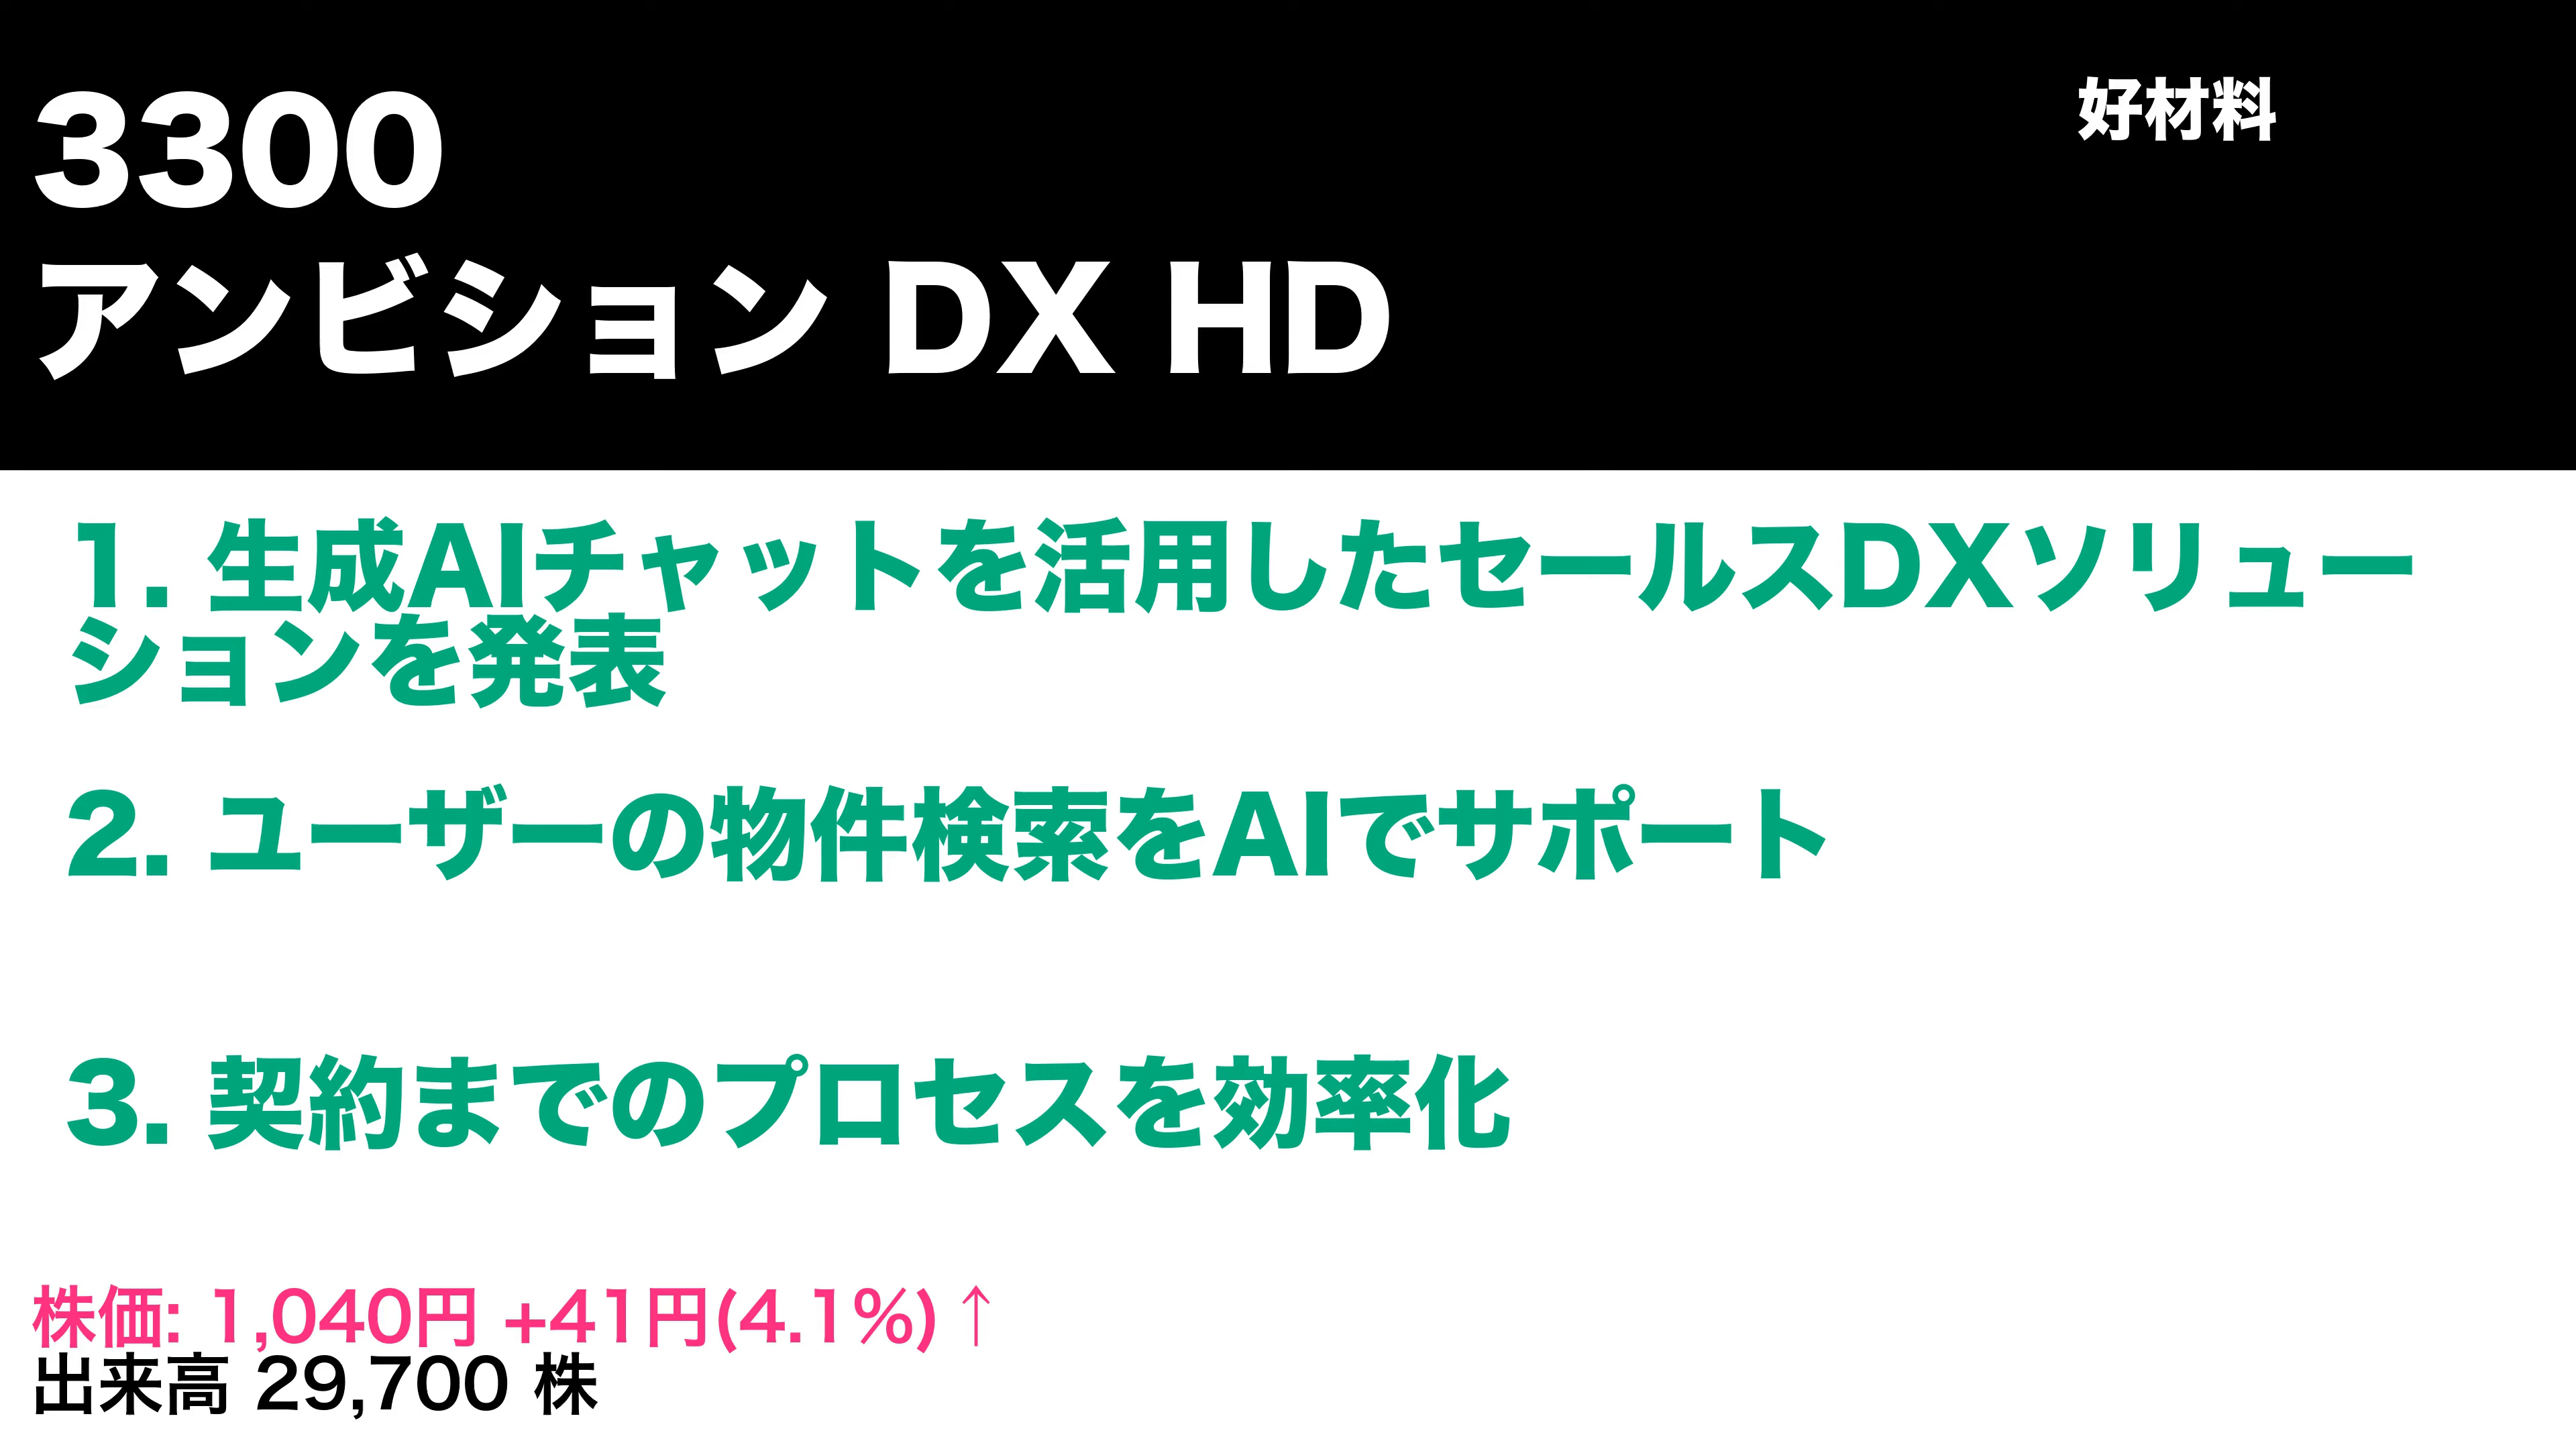 3300
好材料
アンビション DX HD
1. 生成AIチャットを活用したセールスDXソリュー
ションを発表
2. ユーザーの物件検索をAIでサポート
3. 契約までのプロセスを効率化
株価: 1,040円 +41円(4.1%)↑
出来高 29,700 株